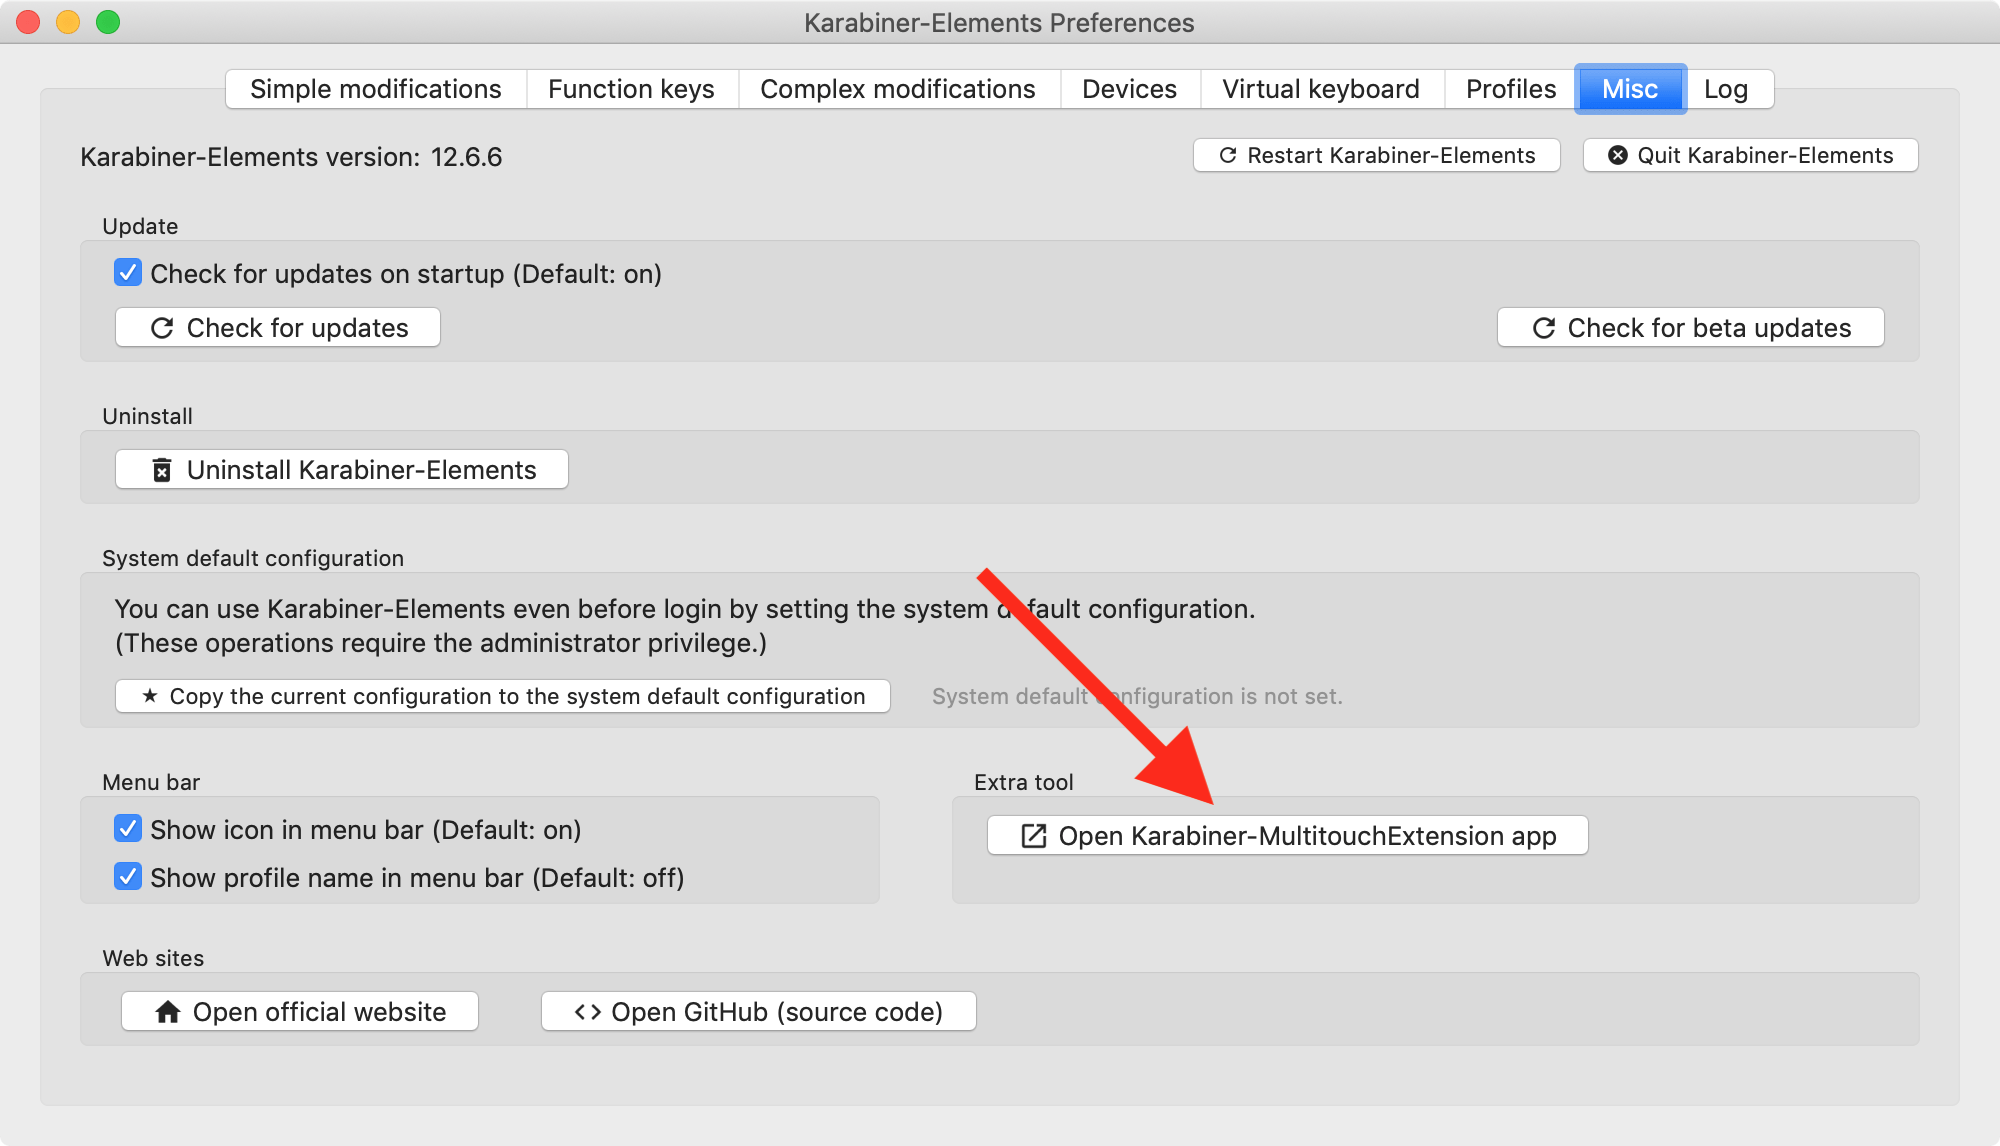 Karabiner-Elements Preferences
Simple modifications Function keys Complex modifications Devices Virtual keyboard Profiles Misc Log
Karabiner-Elements version: 12.6.6 Restart Karabiner-Elements Quit Karabiner-Elements
Update
Check for updates on startup (Default: on)
Check for updates Check for beta updates
Uninstall
Uninstall Karabiner-Elements
System default configuration
You can use Karabiner-Elements even before login by setting the system default configuration.
(These operations require the administrator privilege.)
Copy the current configuration to the system default configuration System default configuration is not set.
Menu bar Extra tool
Show icon in menu bar (Default: on) Open Karabiner-MultitouchExtension app
Show profile name in menu bar (Default: off)
Web sites
Open official website <> Open GitHub (source code)